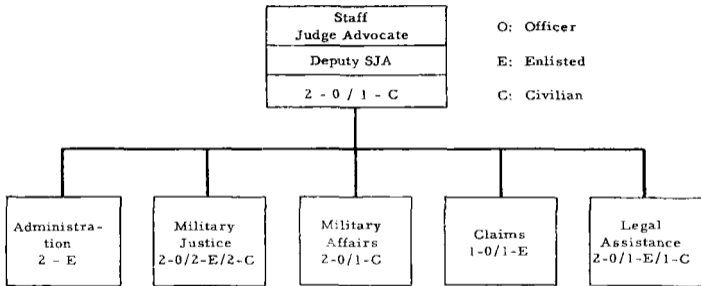 Staff
Judge Advocate
Deputy SJA
2 - 0 / 1 - C
O: Officer
E: Enlisted
C: Civilian
Administra-
tion
2 - E
Military
Justice
2-0/2-E/2-C
Military
Affairs
2-0/1-C
Claims
1-0/1-E
Legal
Assistance
2-0/1-E/1-C